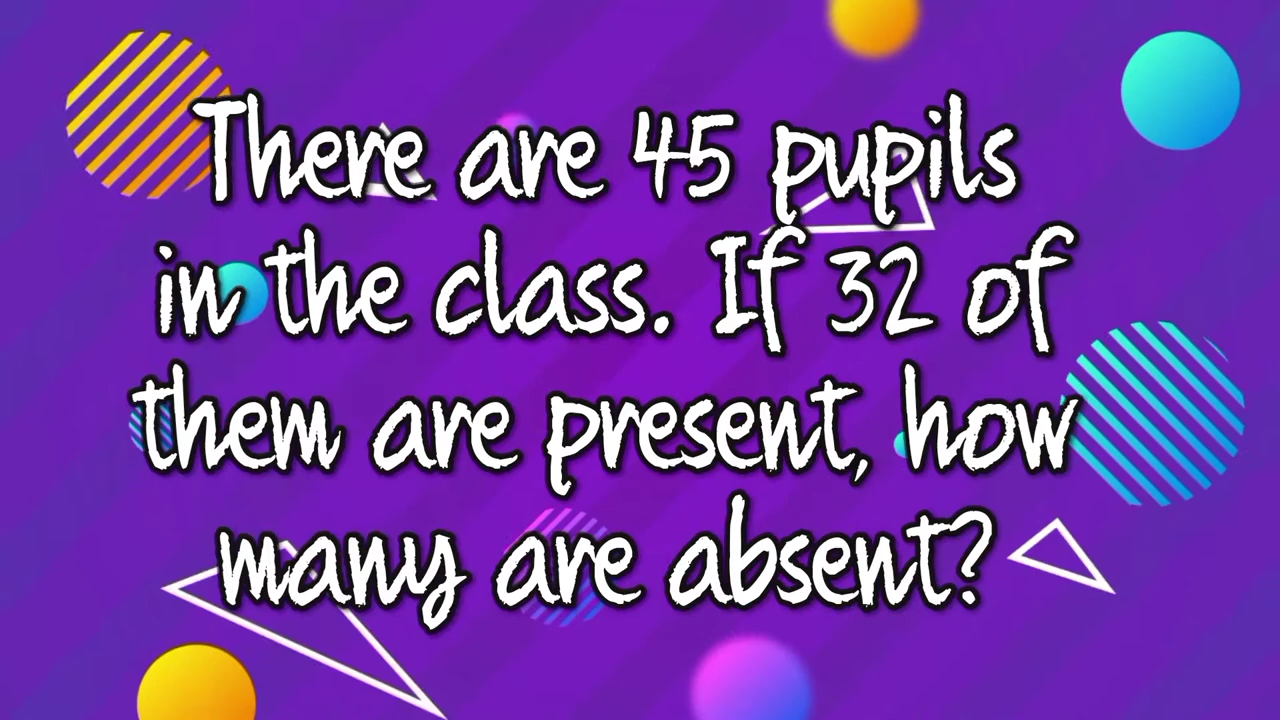 There are 45 pupils
in the class. If 32 of
them are present, how
many are absent?